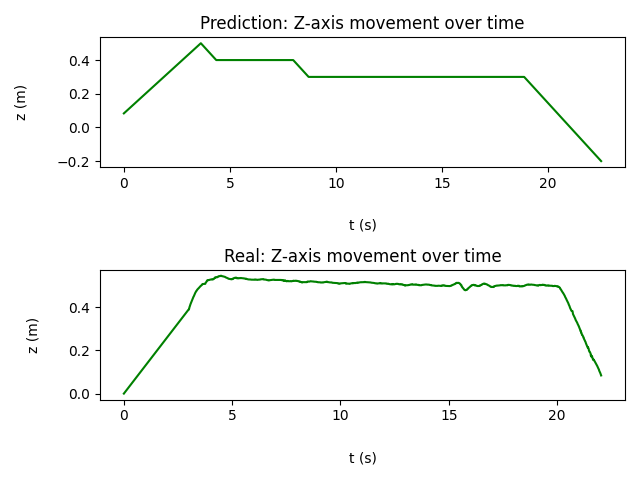 Prediction: Z-axis movement over time
z (m)
0.4
0.2
0.0
−0.2
0 5 10 15 20
t (s)
Real: Z-axis movement over time
z (m)
0.4
0.2
0.0
0 5 10 15 20
t (s)